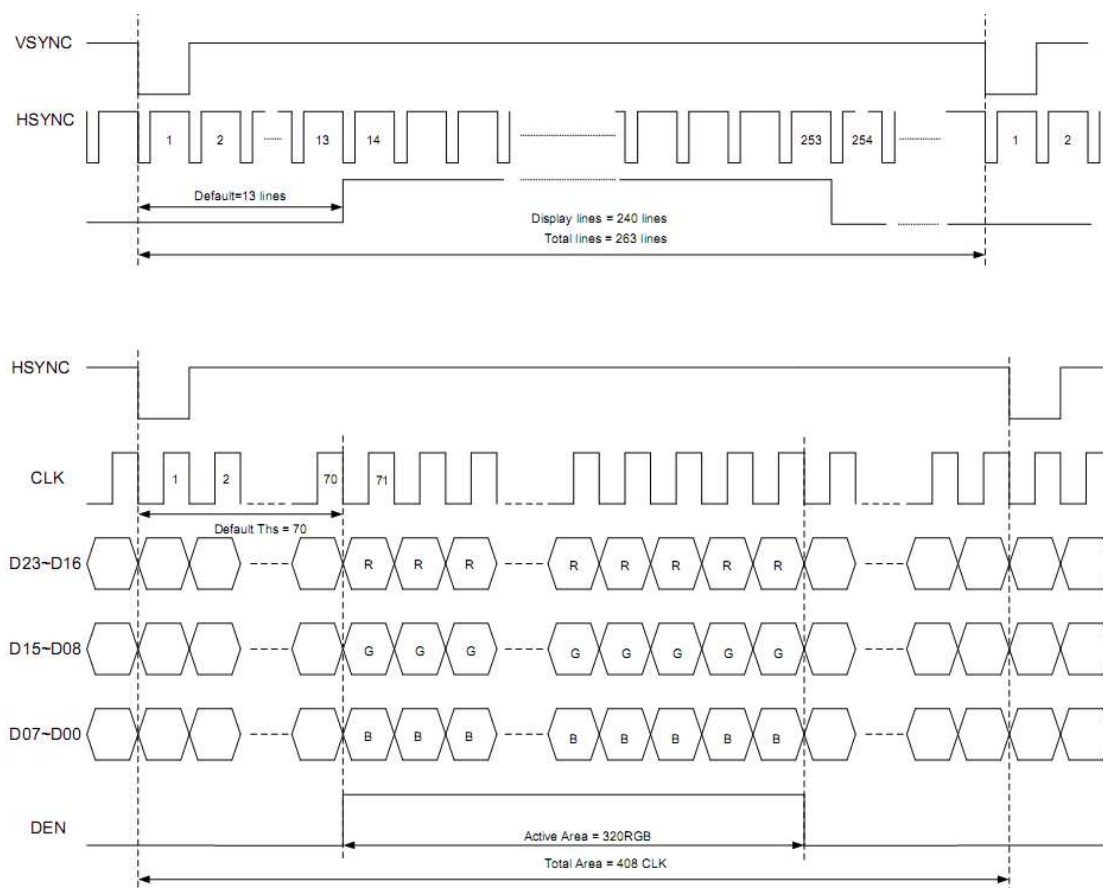 VSYNC
HSYNC
1 2 13 14 253 254 1 2
Default=13 lines
Display lines = 240 lines
Total lines = 263 lines
HSYNC
CLK
1 2 70 71
Default Ths = 70
D23~D16
R R R R R R R R
D15~D08
G G G G G G G G
D07~D00
B B B B B B B B
DEN
Active Area = 320RGB
Total Area = 408 CLK